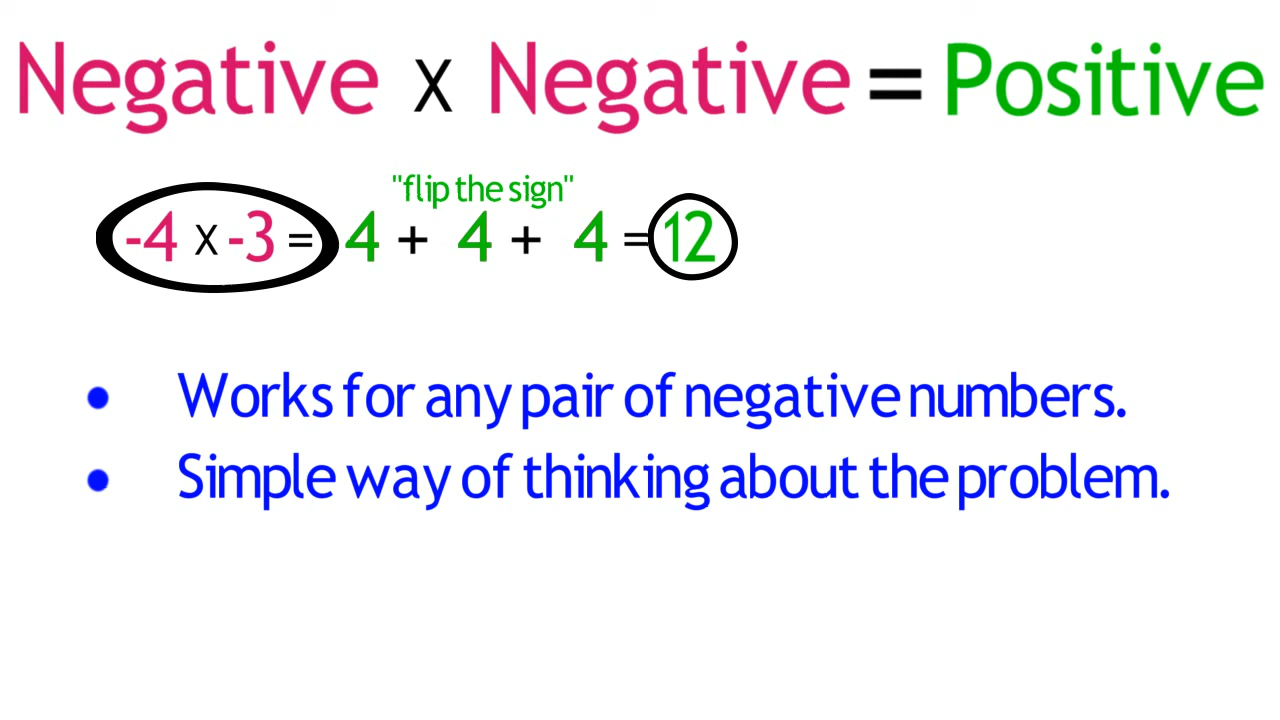 Negative x Negative = Positive
"flip the sign"
-4 x -3 = 4 + 4 + 4 = 12
• Works for any pair of negative numbers.
• Simple way of thinking about the problem.